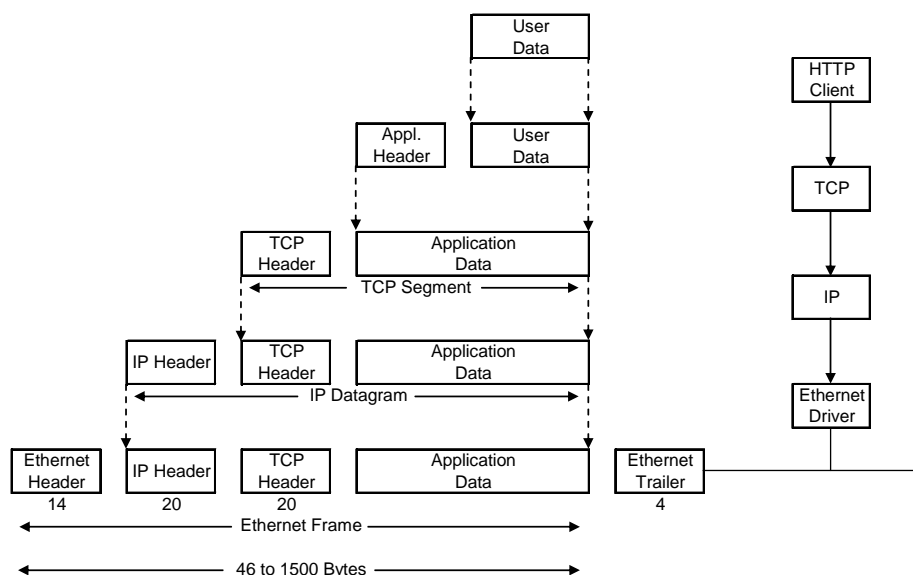 User
Data
HTTP
Client
Appl.
Header
User
Data
TCP
TCP
Header
Application
Data
TCP Segment
IP
IP Header
TCP
Header
Application
Data
IP Datagram
Ethernet
Driver
Ethernet
Header
IP Header
TCP
Header
Application
Data
Ethernet
Trailer
14
20
20
4
Ethernet Frame
46 to 1500 Bytes